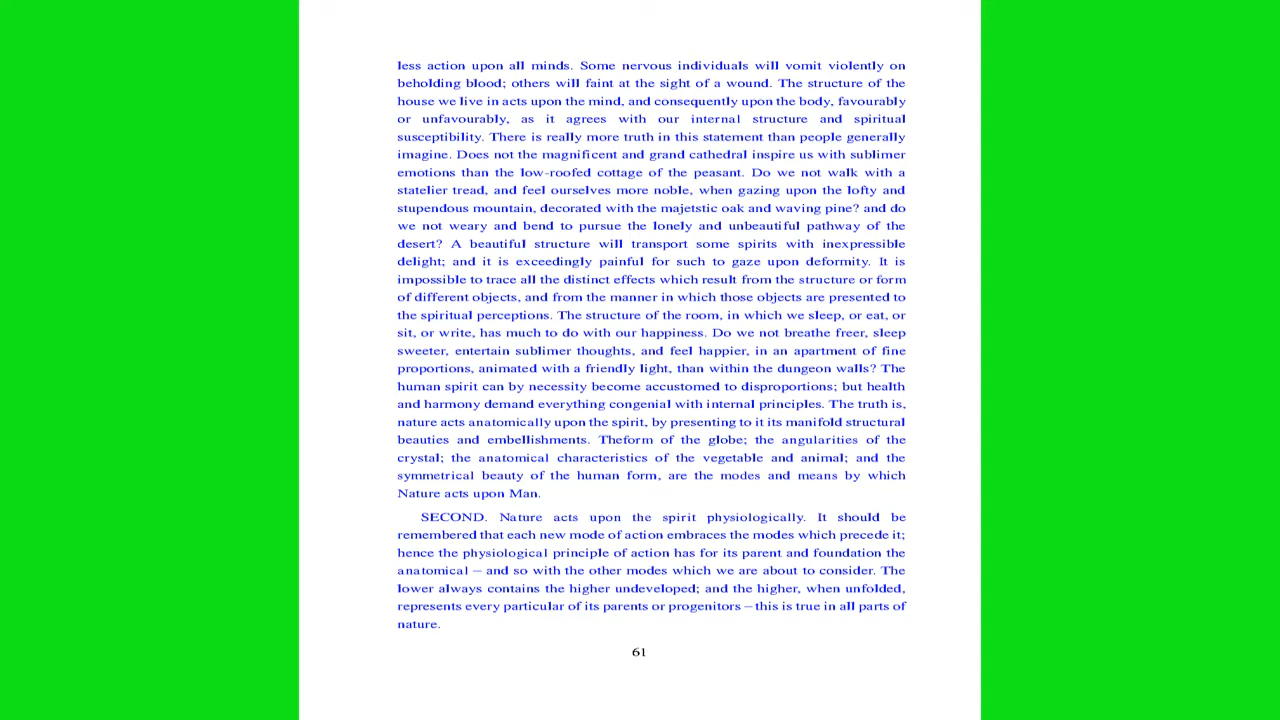 less action upon all minds. Some nervous individuals will vomit violently on
beholding blood; others will faint at the sight of a wound. The structure of the
house we live in acts upon the mind, and consequently upon the body, favourably
or unfavourably, as it agrees with our internal structure and spiritual
susceptibility. There is really more truth in this statement than people generally
imagine. Does not the magnificent and grand cathedral inspire us with sublimer
emotions than the low-roofed cottage of the peasant. Do we not walk with a
statelier tread, and feel ourselves more noble, when gazing upon the lofty and
stupendous mountain, decorated with the majetstic oak and waving pine? and do
we not weary and bend to pursue the lonely and unbeautiful pathway of the
desert? A beautiful structure will transport some spirits with inexpressible
delight; and it is exceedingly painful for such to gaze upon deformity. It is
impossible to trace all the distinct effects which result from the structure or form
of different objects, and from the manner in which those objects are presented to
the spiritual perceptions. The structure of the room, in which we sleep, or eat, or
sit, or write, has much to do with our happiness. Do we not breathe freer, sleep
sweeter, entertain sublimer thoughts, and feel happier, in an apartment of fine
proportions, animated with a friendly light, than within the dungeon walls? The
human spirit can by necessity become accustomed to disproportions; but health
and harmony demand everything congenial with internal principles. The truth is,
nature acts anatomically upon the spirit, by presenting to it its manifold structural
beauties and embellishments. Theform of the globe; the angularities of the
crystal; the anatomical characteristics of the vegetable and animal; and the
symmetrical beauty of the human form, are the modes and means by which
Nature acts upon Man.
SECOND. Nature acts upon the spirit physiologically. It should be
remembered that each new mode of action embraces the modes which precede it;
hence the physiological principle of action has for its parent and foundation the
anatomical – and so with the other modes which we are about to consider. The
lower always contains the higher undeveloped; and the higher, when unfolded,
represents every particular of its parents or progenitors – this is true in all parts of
nature.
61